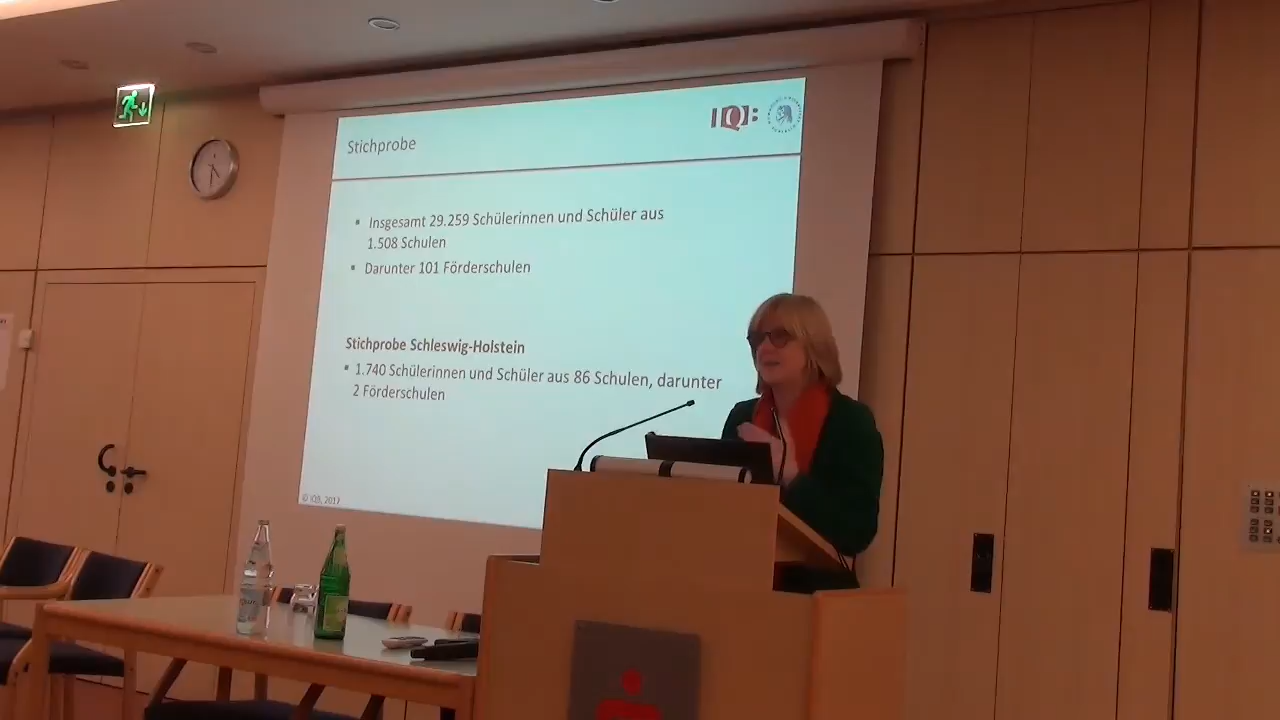 IQB
Stichprobe
Insgesamt 29.259 Schülerinnen und Schüler aus
1.508 Schulen
Darunter 101 Förderschulen
Stichprobe Schleswig-Holstein
1.740 Schülerinnen und Schüler aus 86 Schulen, darunter
2 Förderschulen
© IQB, 2017